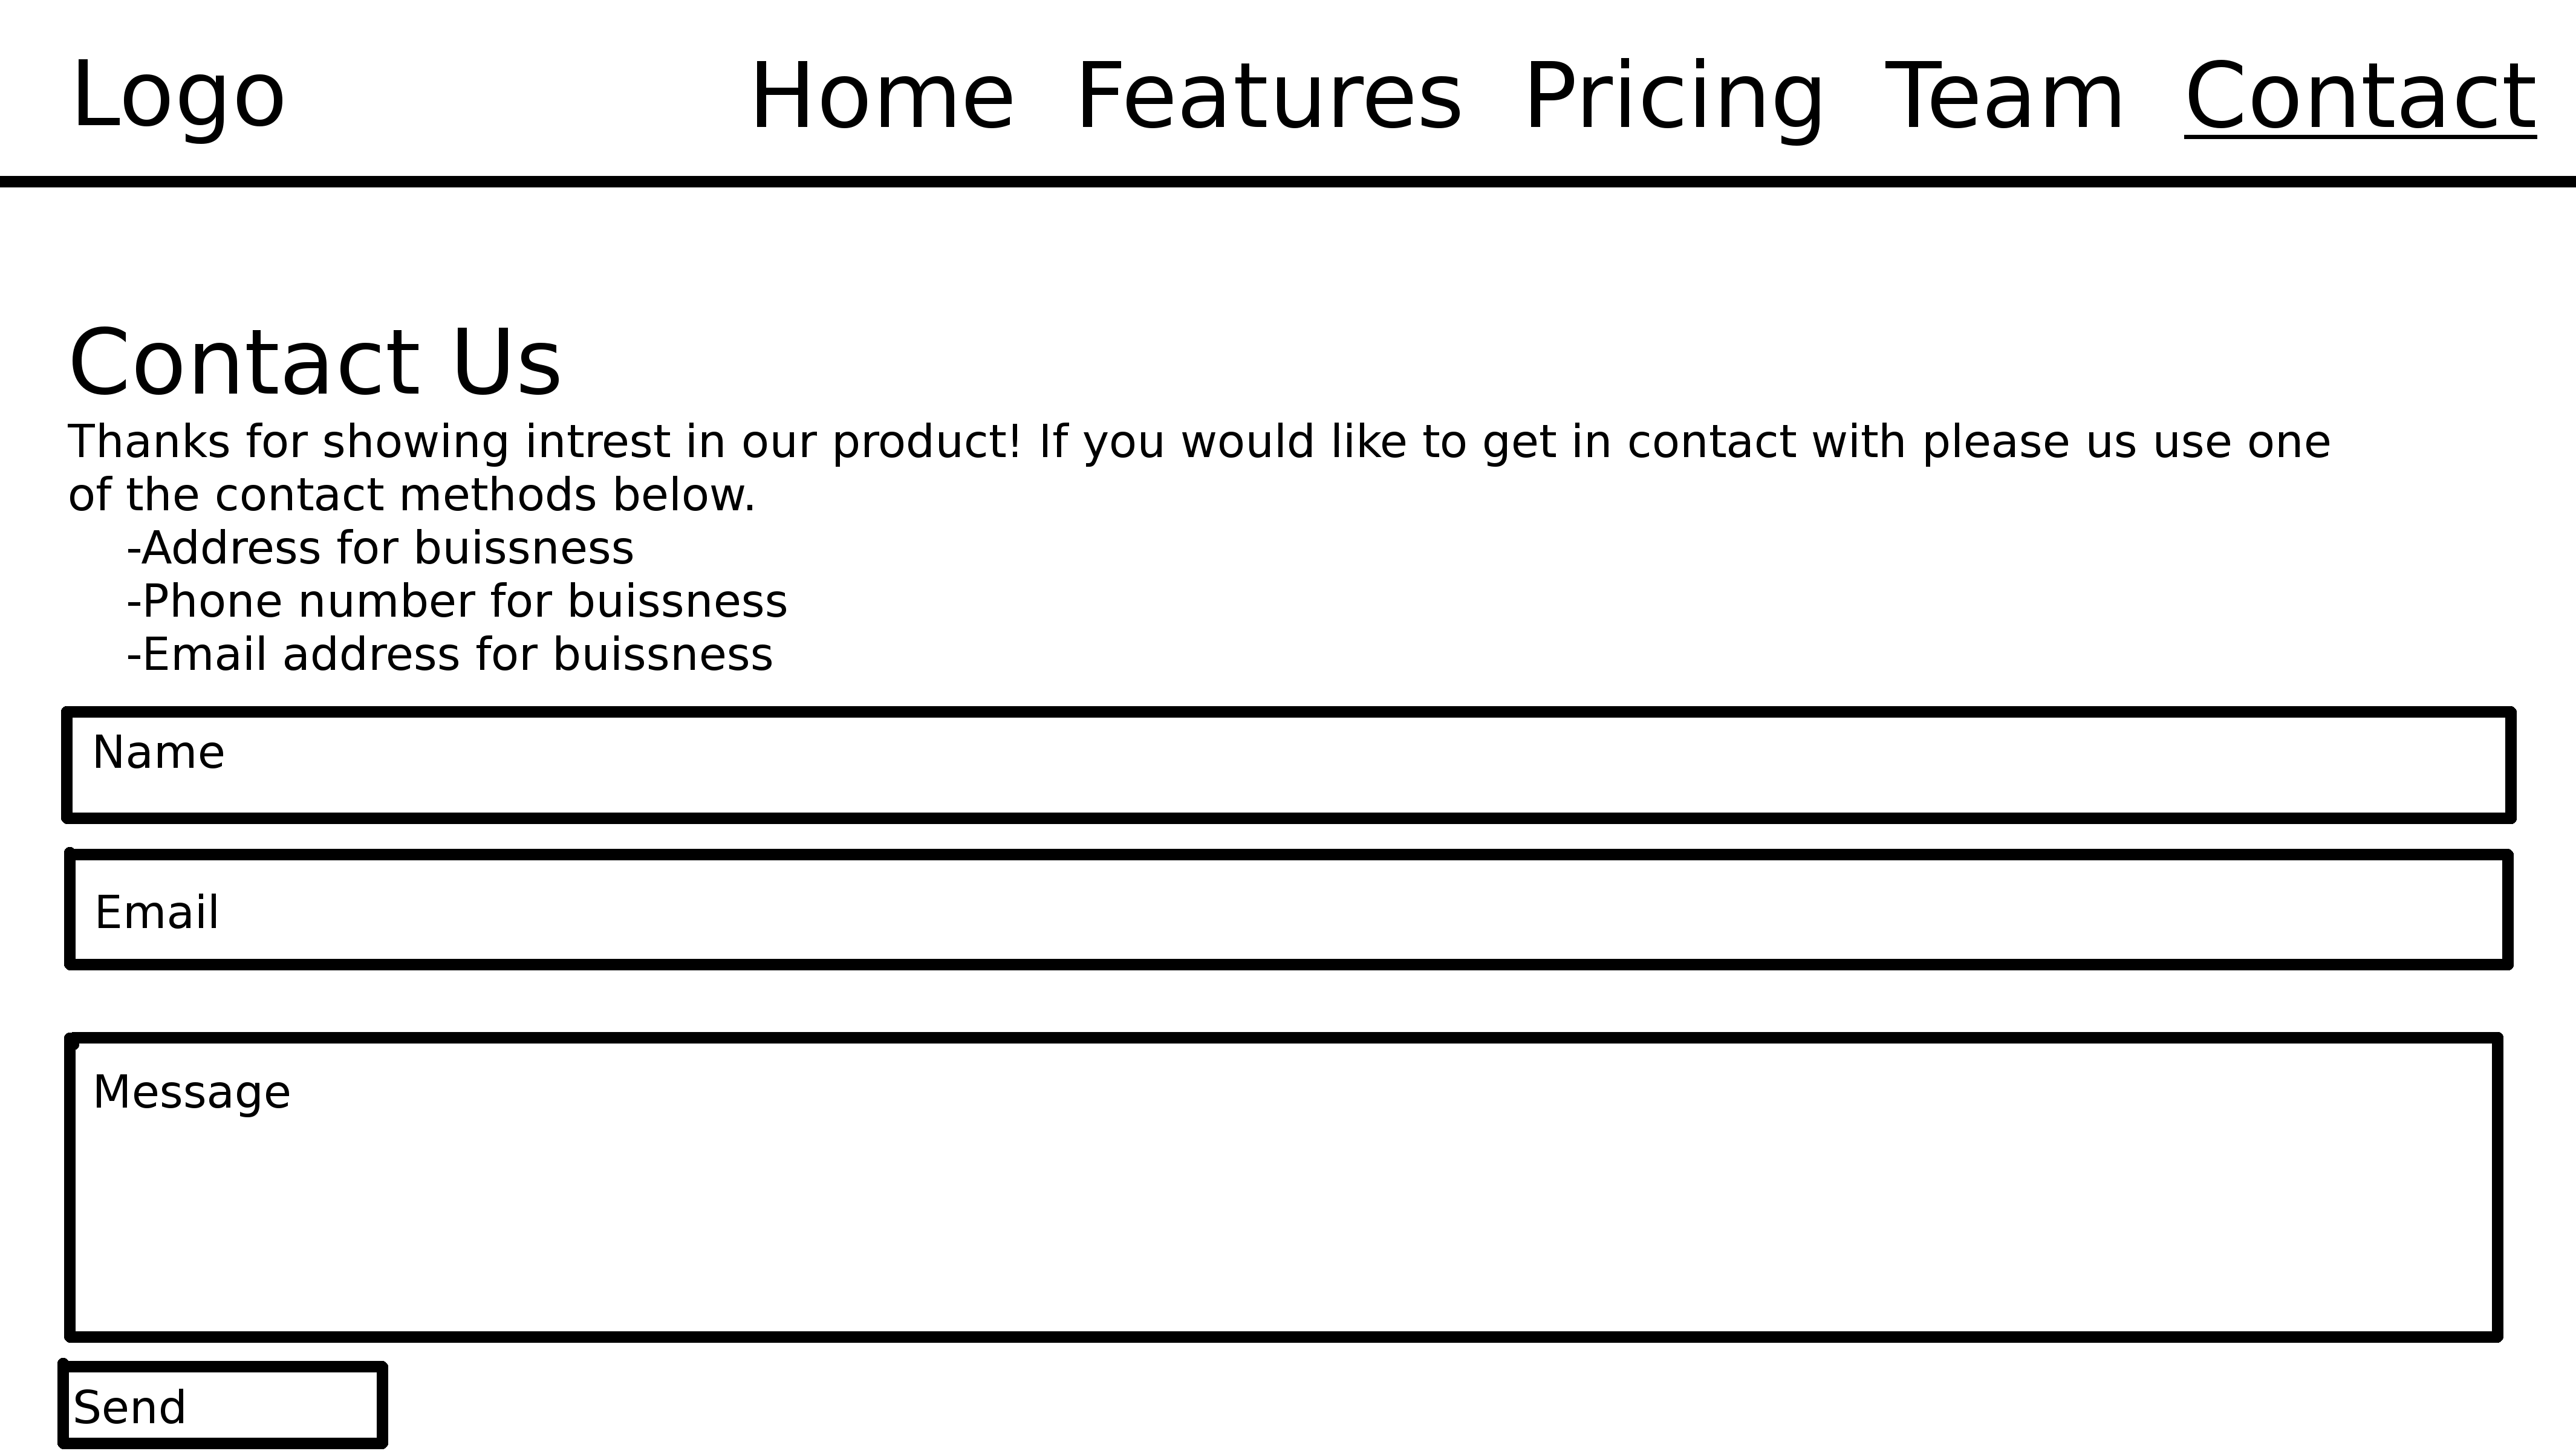 Logo Home Features Pricing Team Contact
Contact Us
Thanks for showing intrest in our product! If you would like to get in contact with please us use one
of the contact methods below.
-Address for buissness
-Phone number for buissness
-Email address for buissness
Name
Email
Message
Send